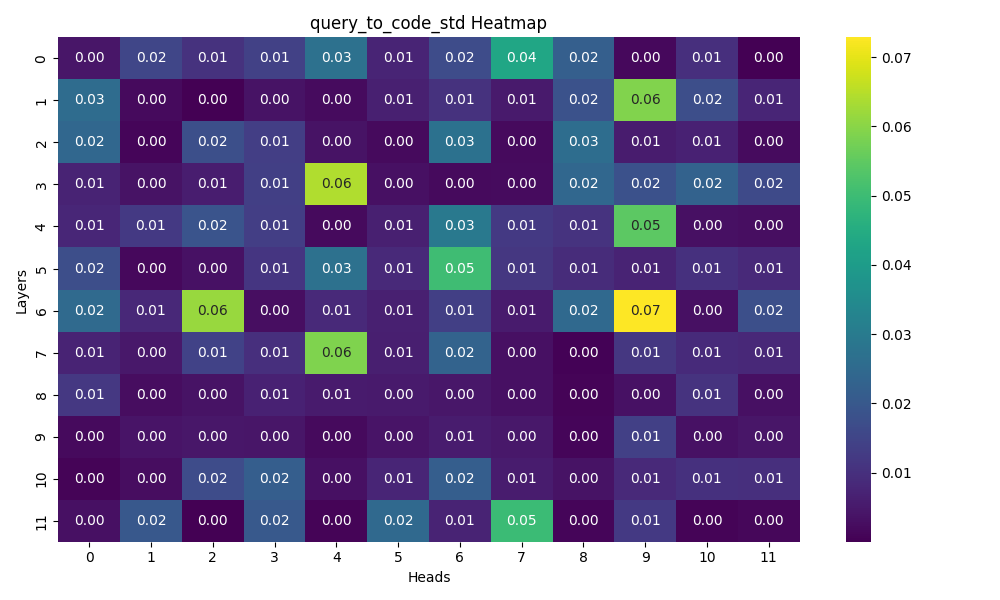 query_to_code_std Heatmap
0 0.00 0.02 0.01 0.01 0.03 0.01 0.02 0.04 0.02 0.00 0.01 0.00
1 0.03 0.00 0.00 0.00 0.00 0.01 0.01 0.01 0.02 0.06 0.02 0.01
2 0.02 0.00 0.02 0.01 0.00 0.00 0.03 0.00 0.03 0.01 0.01 0.00
3 0.01 0.00 0.01 0.01 0.06 0.00 0.00 0.00 0.02 0.02 0.02 0.02
4 0.01 0.01 0.02 0.01 0.00 0.01 0.03 0.01 0.01 0.05 0.00 0.00
5 0.02 0.00 0.00 0.01 0.03 0.01 0.05 0.01 0.01 0.01 0.01 0.01
6 0.02 0.01 0.06 0.00 0.01 0.01 0.01 0.01 0.02 0.07 0.00 0.02
7 0.01 0.00 0.01 0.01 0.06 0.01 0.02 0.00 0.00 0.01 0.01 0.01
8 0.01 0.00 0.00 0.01 0.01 0.00 0.00 0.00 0.00 0.00 0.01 0.00
9 0.00 0.00 0.00 0.00 0.00 0.00 0.01 0.00 0.00 0.01 0.00 0.00
10 0.00 0.00 0.02 0.02 0.00 0.01 0.02 0.01 0.00 0.01 0.01 0.01
11 0.00 0.02 0.00 0.02 0.00 0.02 0.01 0.05 0.00 0.01 0.00 0.00
0 1 2 3 4 5 6 7 8 9 10 11
Heads
Layers
0.07
0.06
0.05
0.04
0.03
0.02
0.01